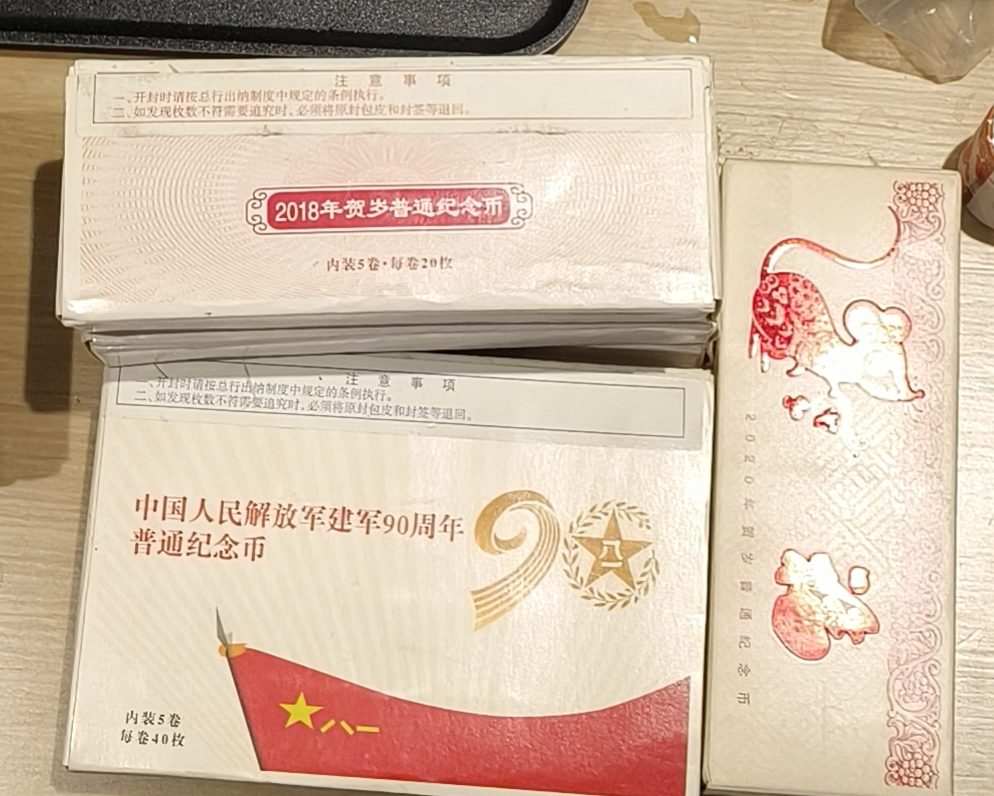 注意事项
一、开封时请按总行出纳制度中规定的条例执行。
二、如发现枚数不符需要追究时，必须将原封包皮和封签等退回。
2018年贺岁普通纪念币
内装5卷·每卷20枚
注意事项
一、开封时请按总行出纳制度中规定的条例执行。
二、如发现枚数不符需要追究时，必须将原封包皮和封签等退回。
中国人民解放军建军90周年
普通纪念币
90
八一
八一
内装5卷
每卷40枚
2020年贺岁普通纪念币
福